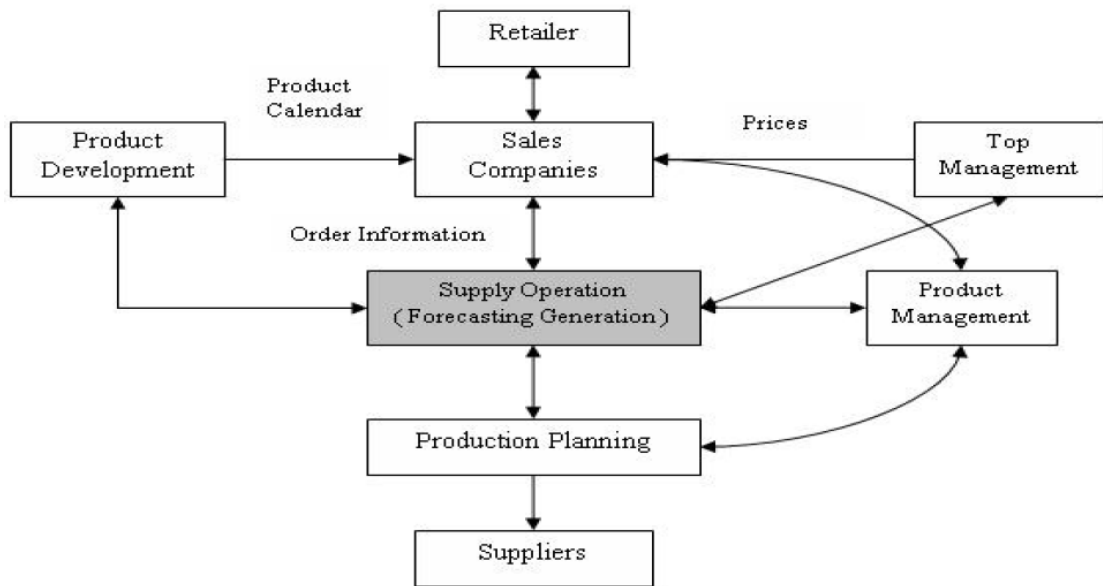 Retailer
Product
Calendar
Product
Development
Sales
Companies
Prices
Top
Management
Order Information
Supply Operation
( Forecasting Generation)
Product
Management
Production Planning
Suppliers